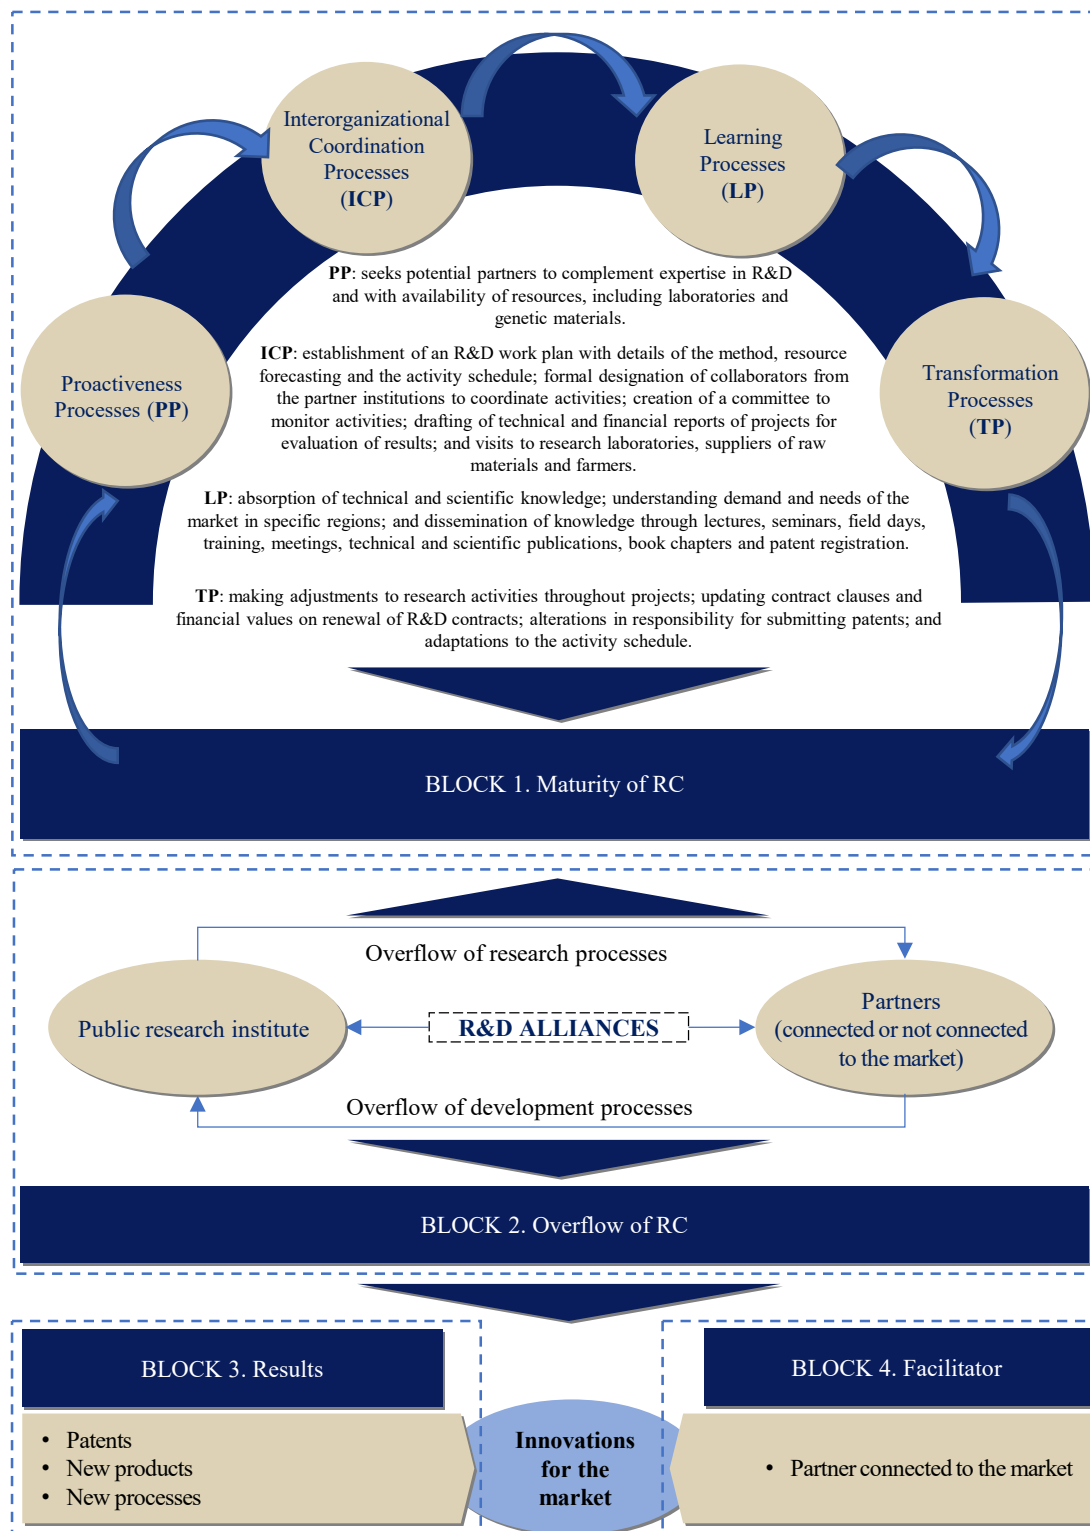 Interorganizational
Coordination
Processes
(ICP)
Learning
Processes
(LP)
Proactiveness
Processes (PP)
Transformation
Processes
(TP)
PP: seeks potential partners to complement expertise in R&D
and with availability of resources, including laboratories and
genetic materials.
ICP: establishment of an R&D work plan with details of the method, resource
forecasting and the activity schedule; formal designation of collaborators from
the partner institutions to coordinate activities; creation of a committee to
monitor activities; drafting of technical and financial reports of projects for
evaluation of results; and visits to research laboratories, suppliers of raw
materials and farmers.
LP: absorption of technical and scientific knowledge; understanding demand and needs of the
market in specific regions; and dissemination of knowledge through lectures, seminars, field days,
training, meetings, technical and scientific publications, book chapters and patent registration.
TP: making adjustments to research activities throughout projects; updating contract clauses and
financial values on renewal of R&D contracts; alterations in responsibility for submitting patents; and
adaptations to the activity schedule.
BLOCK 1. Maturity of RC
Overflow of research processes
Public research institute
R&D ALLIANCES
Partners
(connected or not connected
to the market)
Overflow of development processes
BLOCK 2. Overflow of RC
BLOCK 3. Results
• Patents
• New products
• New processes
Innovations
for the
market
BLOCK 4. Facilitator
• Partner connected to the market